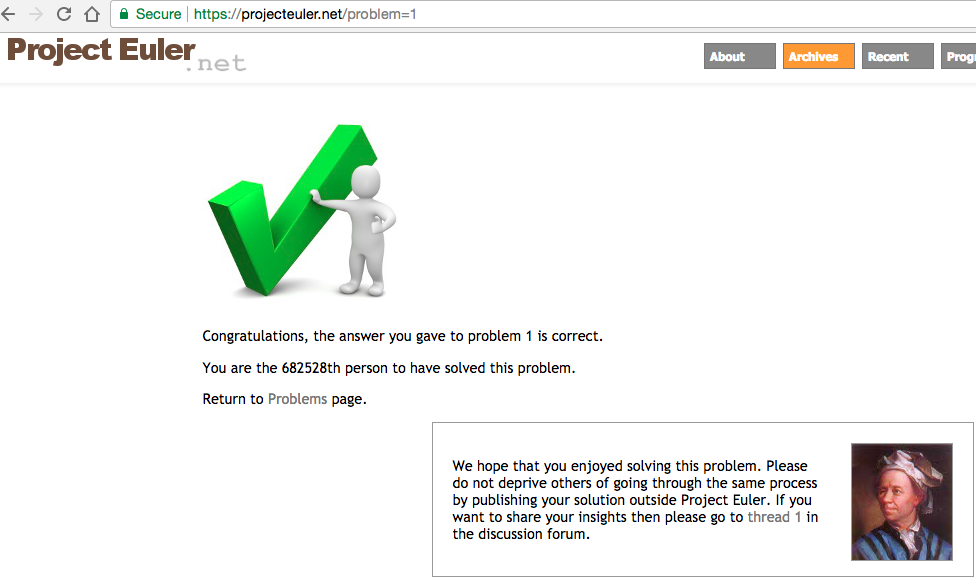 Secure | https://projecteuler.net/problem=1
Project Euler.net
About
Archives
Recent
Congratulations, the answer you gave to problem 1 is correct.
You are the 682528th person to have solved this problem.
Return to Problems page.
We hope that you enjoyed solving this problem. Please
do not deprive others of going through the same process
by publishing your solution outside Project Euler. If you
want to share your insights then please go to thread 1 in
the discussion forum.